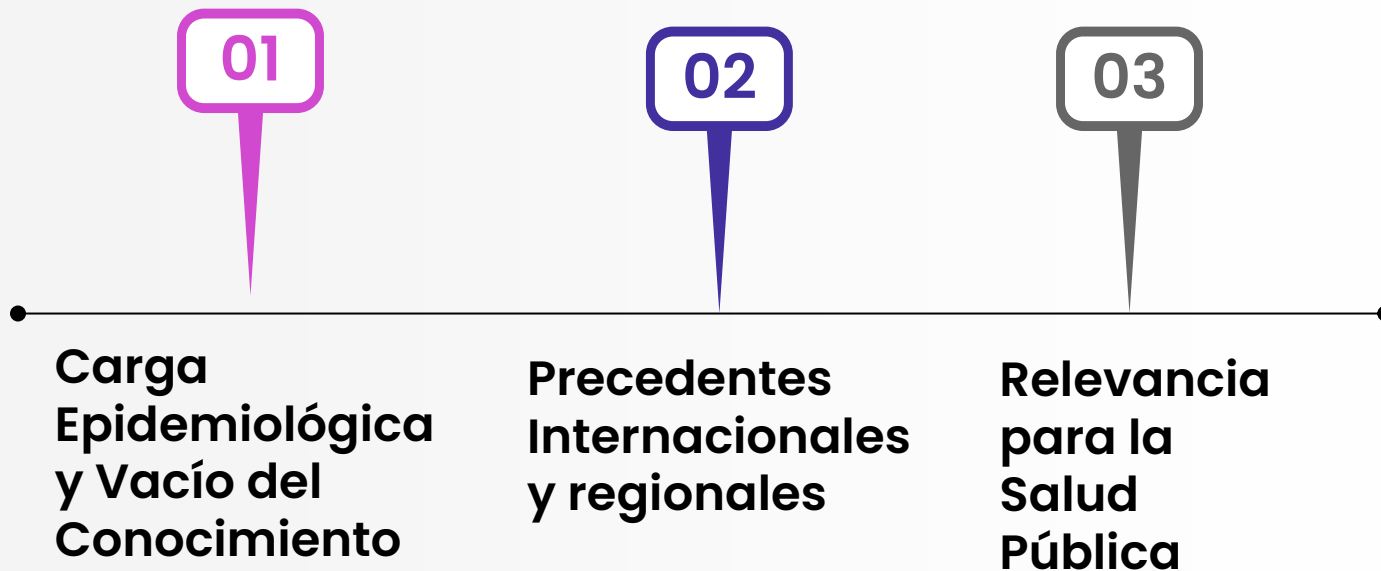 01
Carga
Epidemiológica
y Vacío del
Conocimiento
02
Precedentes
Internacionales
y regionales
03
Relevancia
para la
Salud
Pública